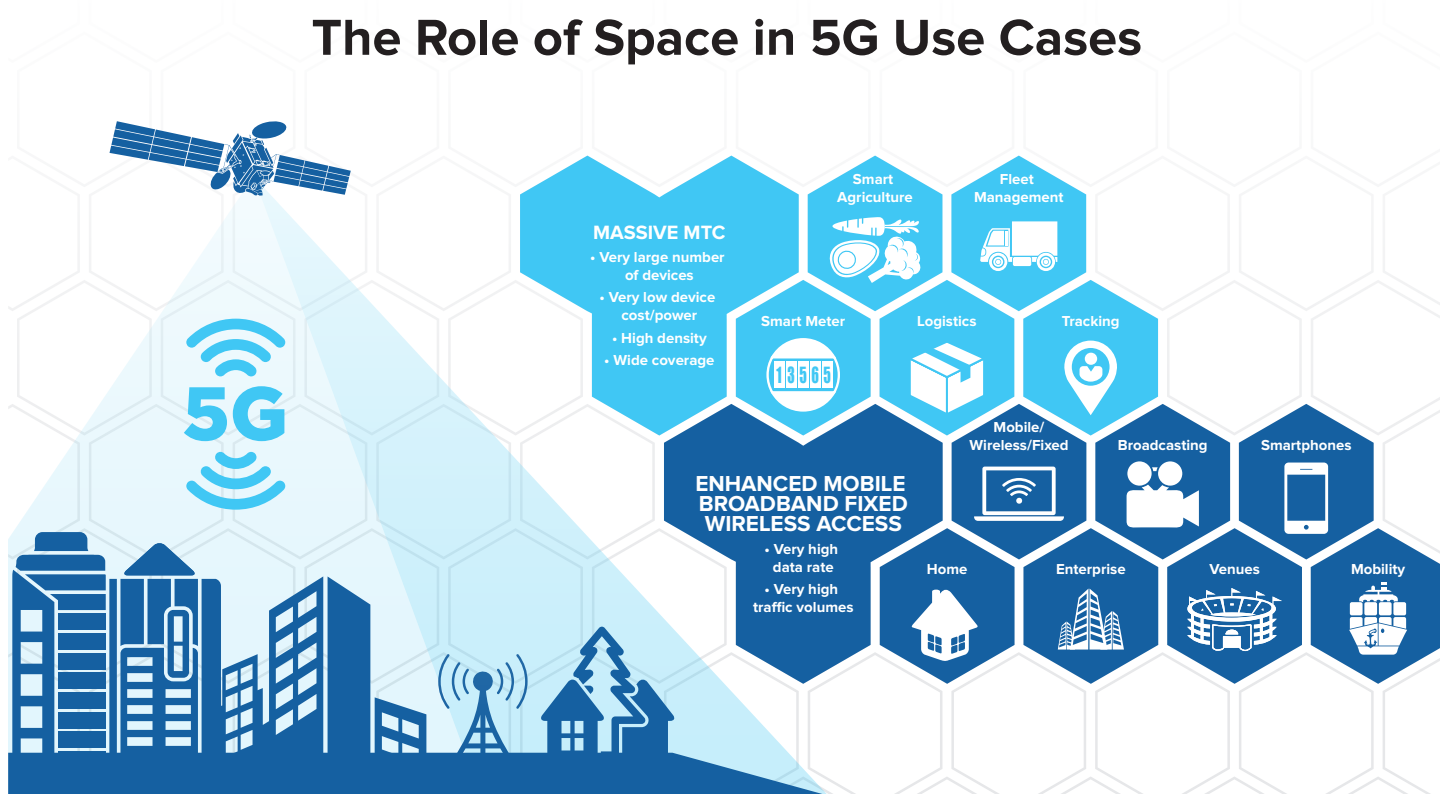 The Role of Space in 5G Use Cases
5G
MASSIVE MTC
• Very large number
of devices
• Very low device
cost/power
• High density
• Wide coverage
Smart
Agriculture
Fleet
Management
Smart Meter
13565
Logistics
Tracking
ENHANCED MOBILE
BROADBAND FIXED
WIRELESS ACCESS
• Very high
data rate
• Very high
traffic volumes
Mobile/
Wireless/Fixed
Broadcasting
Smartphones
Home
Enterprise
Venues
Mobility